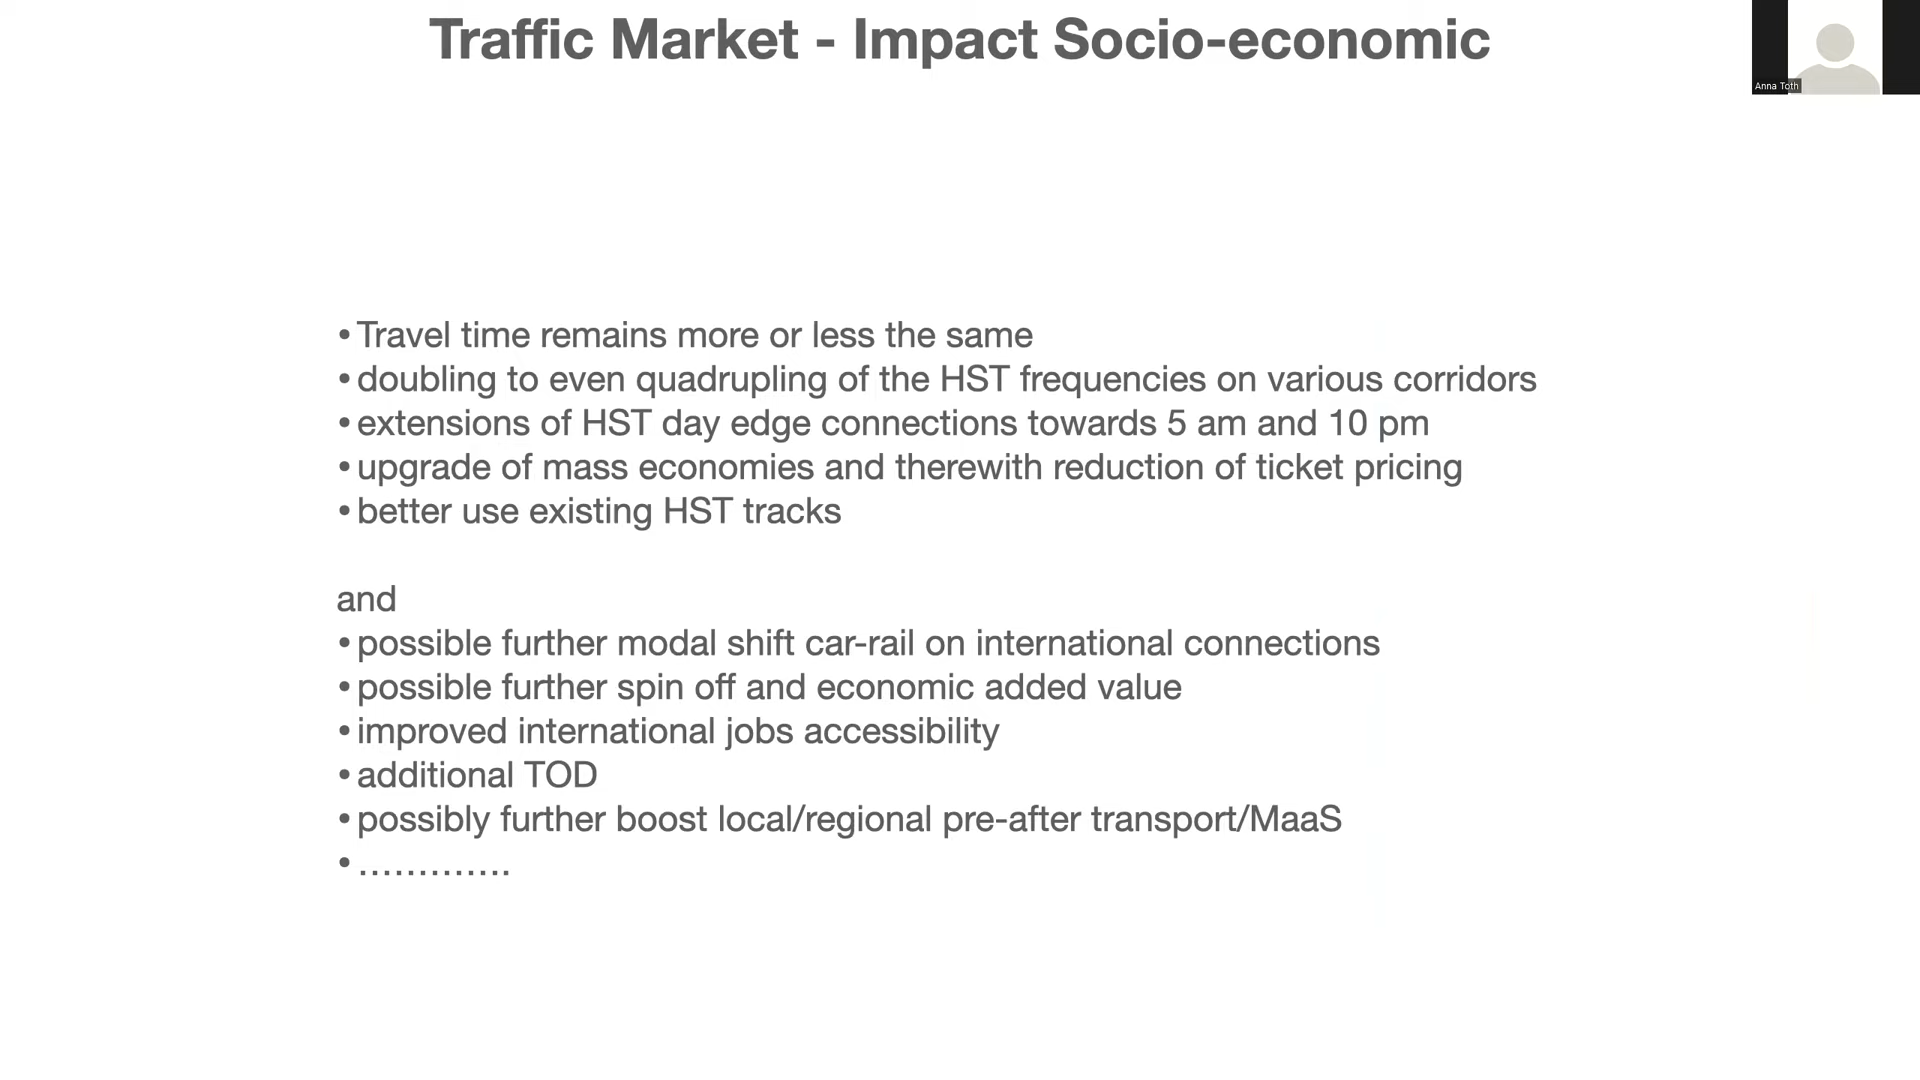 Traffic Market - Impact Socio-economic
Anna Toth
• Travel time remains more or less the same
• doubling to even quadrupling of the HST frequencies on various corridors
• extensions of HST day edge connections towards 5 am and 10 pm
• upgrade of mass economies and therewith reduction of ticket pricing
• better use existing HST tracks
and
• possible further modal shift car-rail on international connections
• possible further spin off and economic added value
• improved international jobs accessibility
• additional TOD
• possibly further boost local/regional pre-after transport/MaaS
• .............